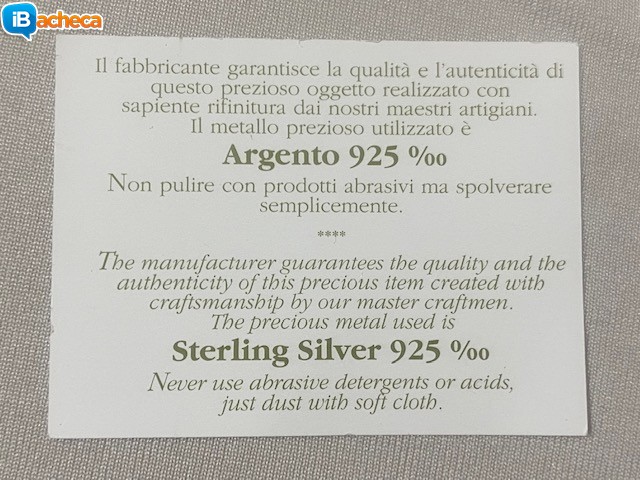 iBacheca
Il fabbricante garantisce la qualità e l'autenticità di
questo prezioso oggetto realizzato con
sapiente rifinitura dai nostri maestri artigiani.
Il metallo prezioso utilizzato è
Argento 925 ‰
Non pulire con prodotti abrasivi ma spolverare
semplicemente.
****
The manufacturer guarantees the quality and the
authenticity of this precious item created with
craftsmanship by our master craftmen.
The precious metal used is
Sterling Silver 925 ‰
Never use abrasive detergents or acids,
just dust with soft cloth.